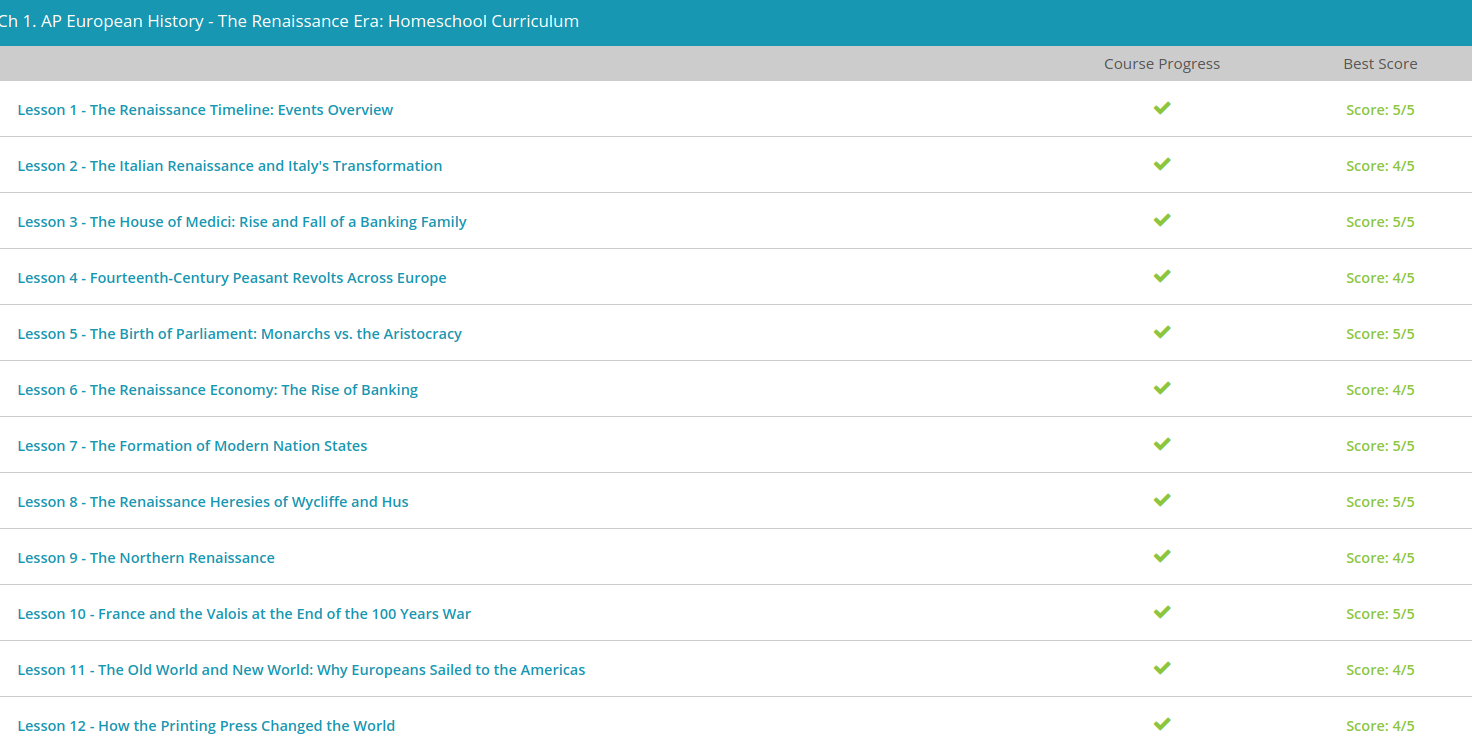 Ch 1. AP European History - The Renaissance Era: Homeschool Curriculum
Course Progress Best Score
Lesson 1 - The Renaissance Timeline: Events Overview Score: 5/5
Lesson 2 - The Italian Renaissance and Italy's Transformation Score: 4/5
Lesson 3 - The House of Medici: Rise and Fall of a Banking Family Score: 5/5
Lesson 4 - Fourteenth-Century Peasant Revolts Across Europe Score: 4/5
Lesson 5 - The Birth of Parliament: Monarchs vs. the Aristocracy Score: 5/5
Lesson 6 - The Renaissance Economy: The Rise of Banking Score: 4/5
Lesson 7 - The Formation of Modern Nation States Score: 5/5
Lesson 8 - The Renaissance Heresies of Wycliffe and Hus Score: 5/5
Lesson 9 - The Northern Renaissance Score: 4/5
Lesson 10 - France and the Valois at the End of the 100 Years War Score: 5/5
Lesson 11 - The Old World and New World: Why Europeans Sailed to the Americas Score: 4/5
Lesson 12 - How the Printing Press Changed the World Score: 4/5